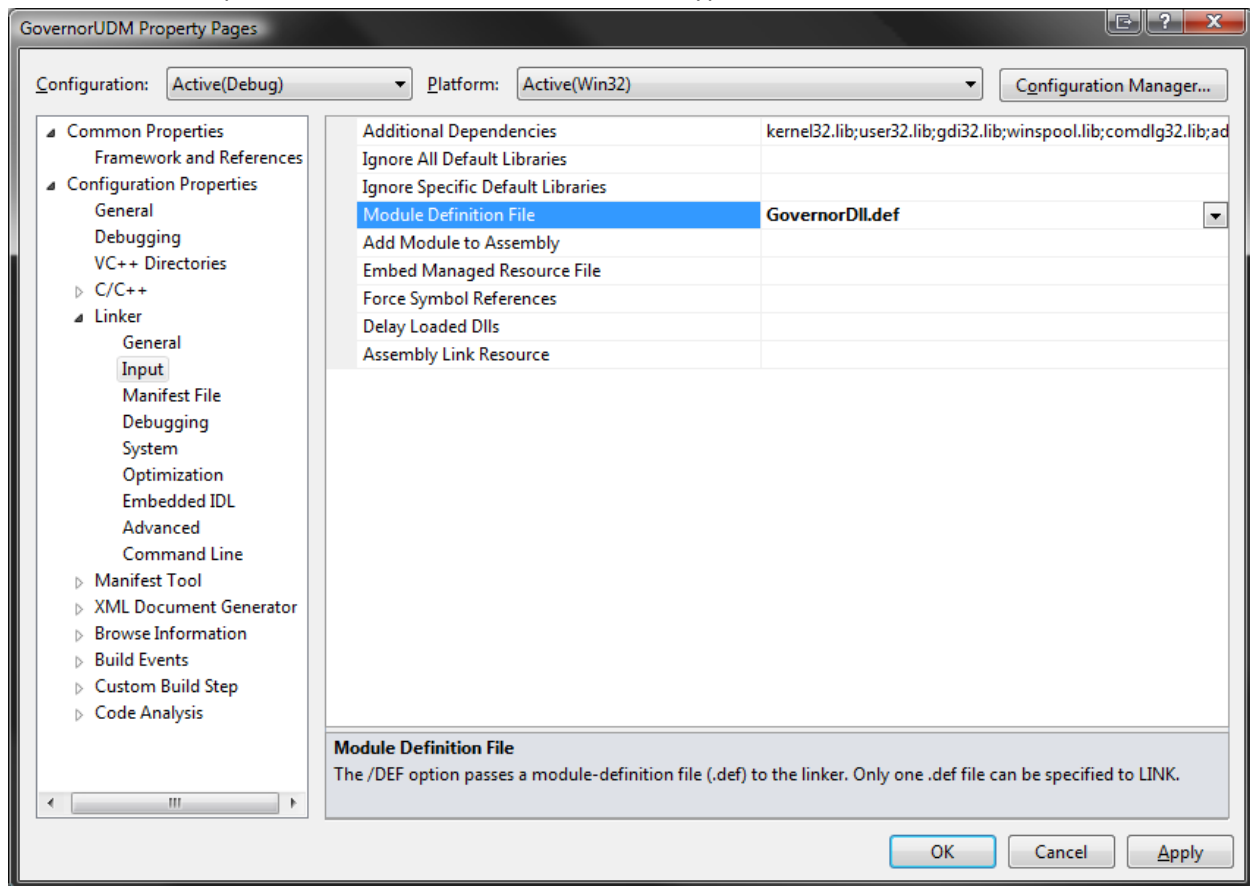 GovernorUDM Property Pages
Configuration: Active(Debug) Platform: Active(Win32) Configuration Manager...
Common Properties
Framework and References
Configuration Properties
General
Debugging
VC++ Directories
C/C++
Linker
General
Input
Manifest File
Debugging
System
Optimization
Embedded IDL
Advanced
Command Line
Manifest Tool
XML Document Generator
Browse Information
Build Events
Custom Build Step
Code Analysis
Additional Dependencies kernel32.lib;user32.lib;gdi32.lib;winspool.lib;comdlg32.lib;ad
Ignore All Default Libraries
Ignore Specific Default Libraries
Module Definition File GovernorDll.def
Add Module to Assembly
Embed Managed Resource File
Force Symbol References
Delay Loaded Dlls
Assembly Link Resource
Module Definition File
The /DEF option passes a module-definition file (.def) to the linker. Only one .def file can be specified to LINK.
OK Cancel Apply